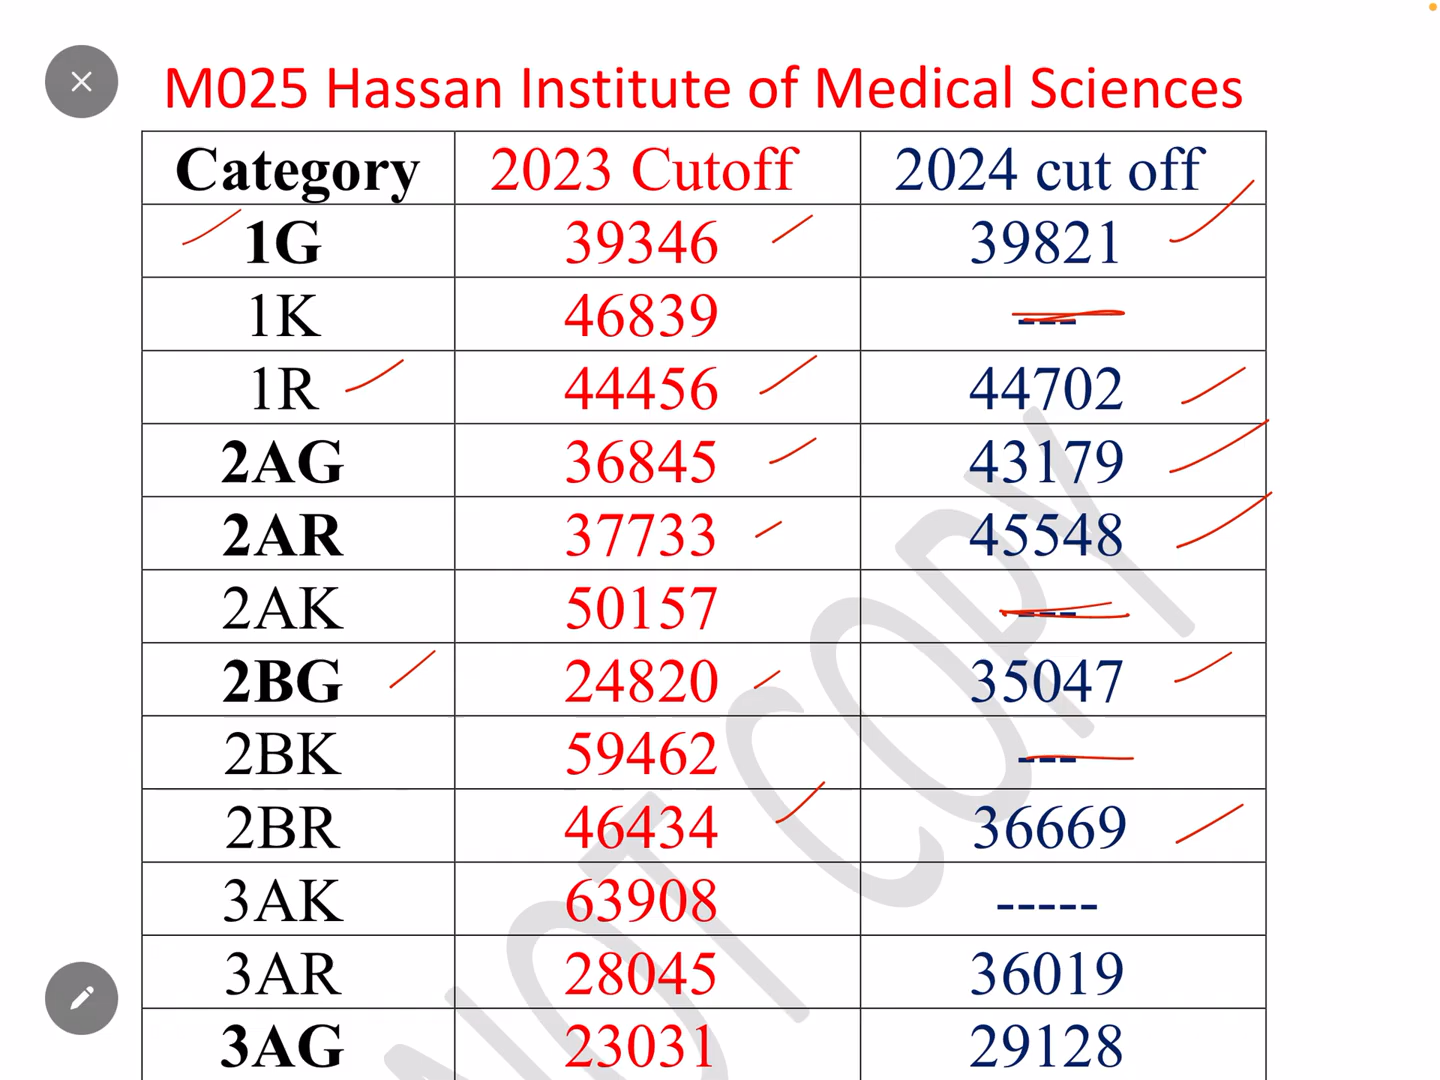 M025 Hassan Institute of Medical Sciences
Category 2023 Cutoff 2024 cut off
1G 39346 39821
1K 46839 ---
1R 44456 44702
2AG 36845 43179
2AR 37733 45548
2AK 50157 ---
2BG 24820 35047
2BK 59462 ---
2BR 46434 36669
3AK 63908 -----
3AR 28045 36019
3AG 23031 29128
NOT COPY